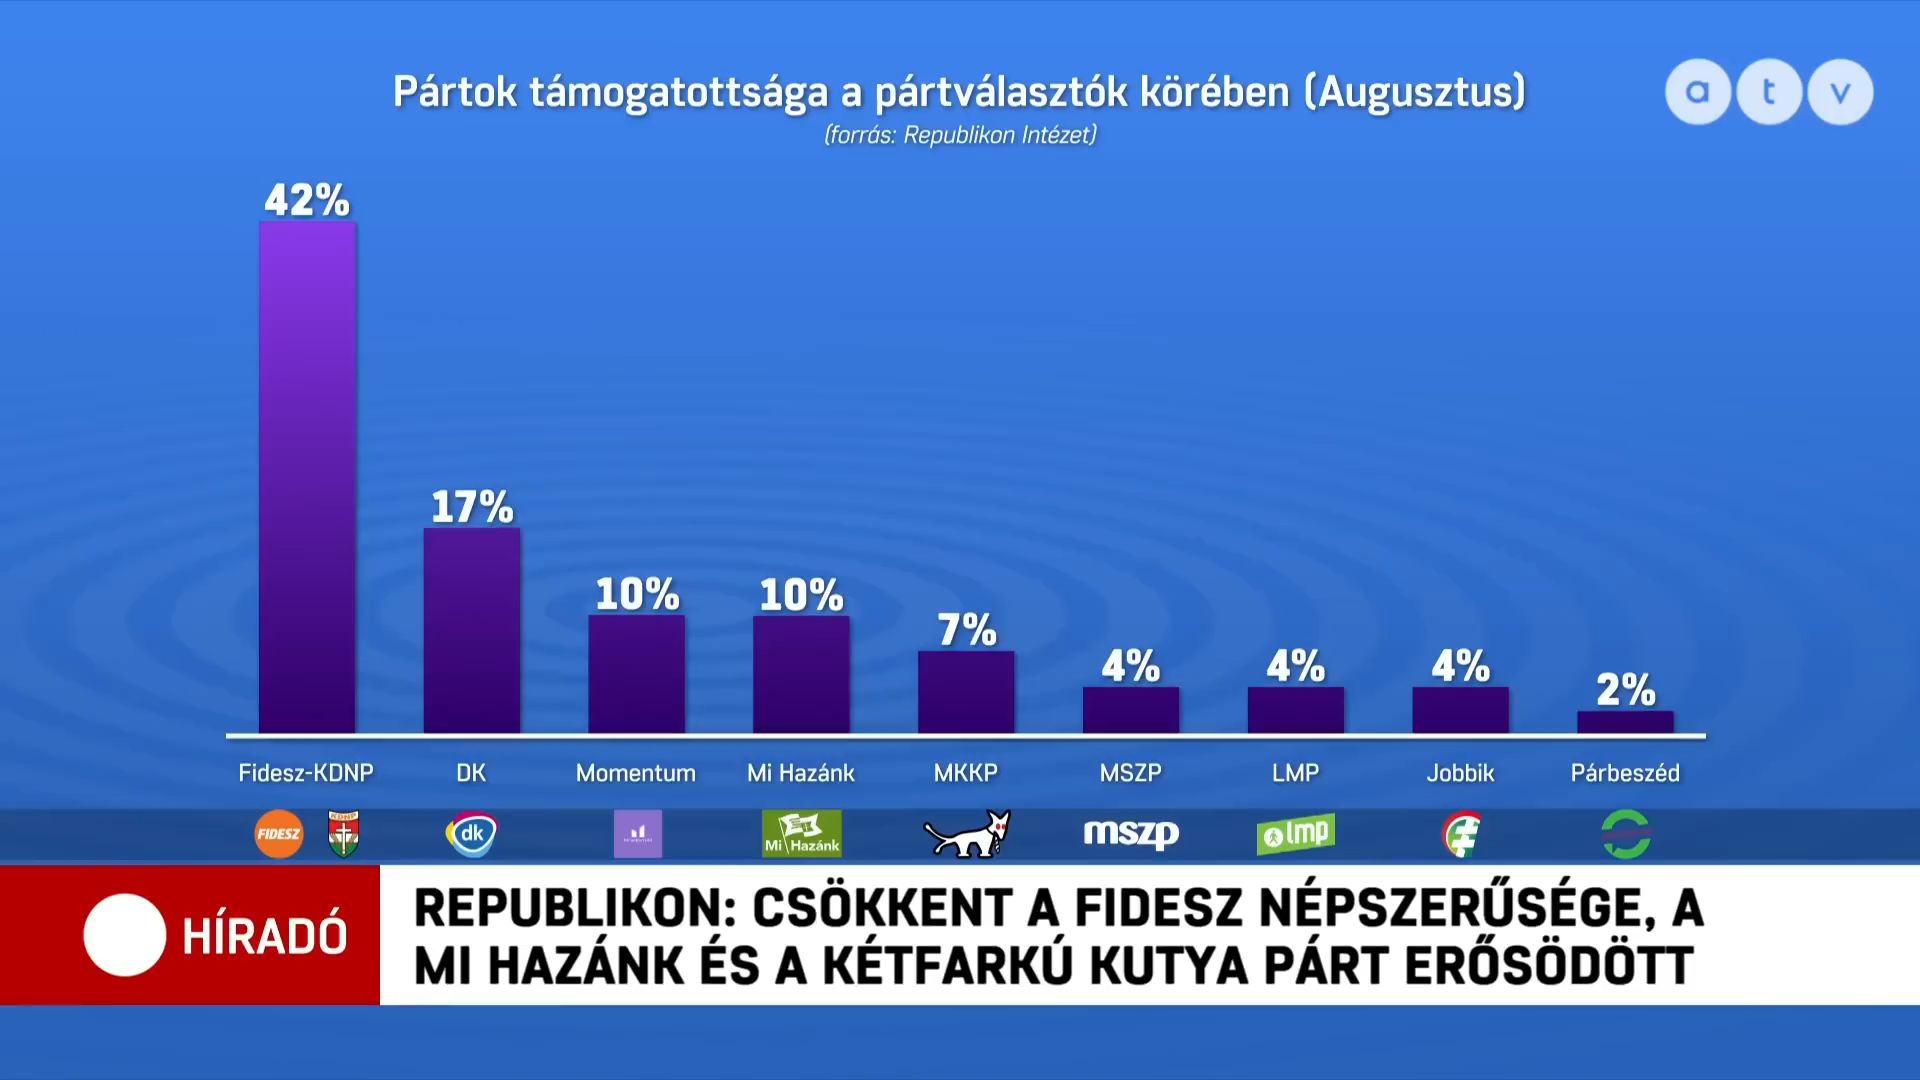 Pártok támogatottsága a pártválasztók körében (Augusztus)
(forrás: Republikon Intézet)
a t v
42%
17%
10%
10%
7%
4%
4%
4%
2%
Fidesz-KDNP
DK
Momentum
Mi Hazánk
MKKP
MSZP
LMP
Jobbik
Párbeszéd
FIDESZ
KDNP
dk
Mi Hazánk
mszp
lmp
HÍRADÓ
REPUBLIKON: CSÖKKENT A FIDESZ NÉPSZERŰSÉGE, A
MI HAZÁNK ÉS A KÉTFARKÚ KUTYA PÁRT ERŐSÖDÖTT